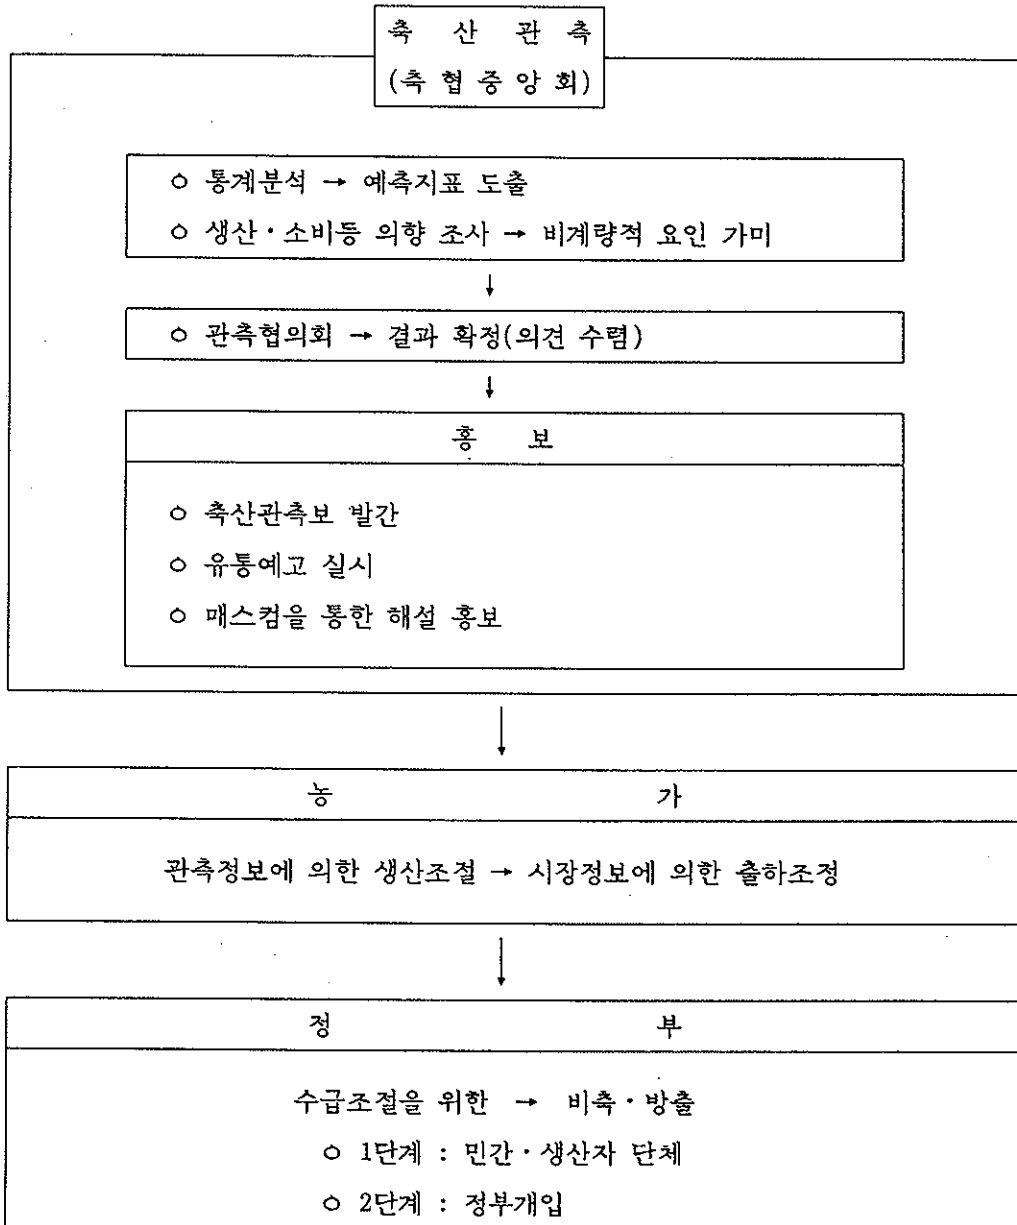 축 산 관 측
(축 협 중 앙 회)
ㅇ 통계분석 → 예측지표 도출
ㅇ 생산·소비등 의향 조사 → 비계량적 요인 가미
↓
ㅇ 관측협의회 → 결과 확정(의견 수렴)
↓
홍 보
ㅇ 축산관측보 발간
ㅇ 유통예고 실시
ㅇ 매스컴을 통한 해설 홍보
↓
농 가
관측정보에 의한 생산조절 → 시장정보에 의한 출하조정
↓
정 부
수급조절을 위한 → 비축·방출
ㅇ 1단계 : 민간·생산자 단체
ㅇ 2단계 : 정부개입